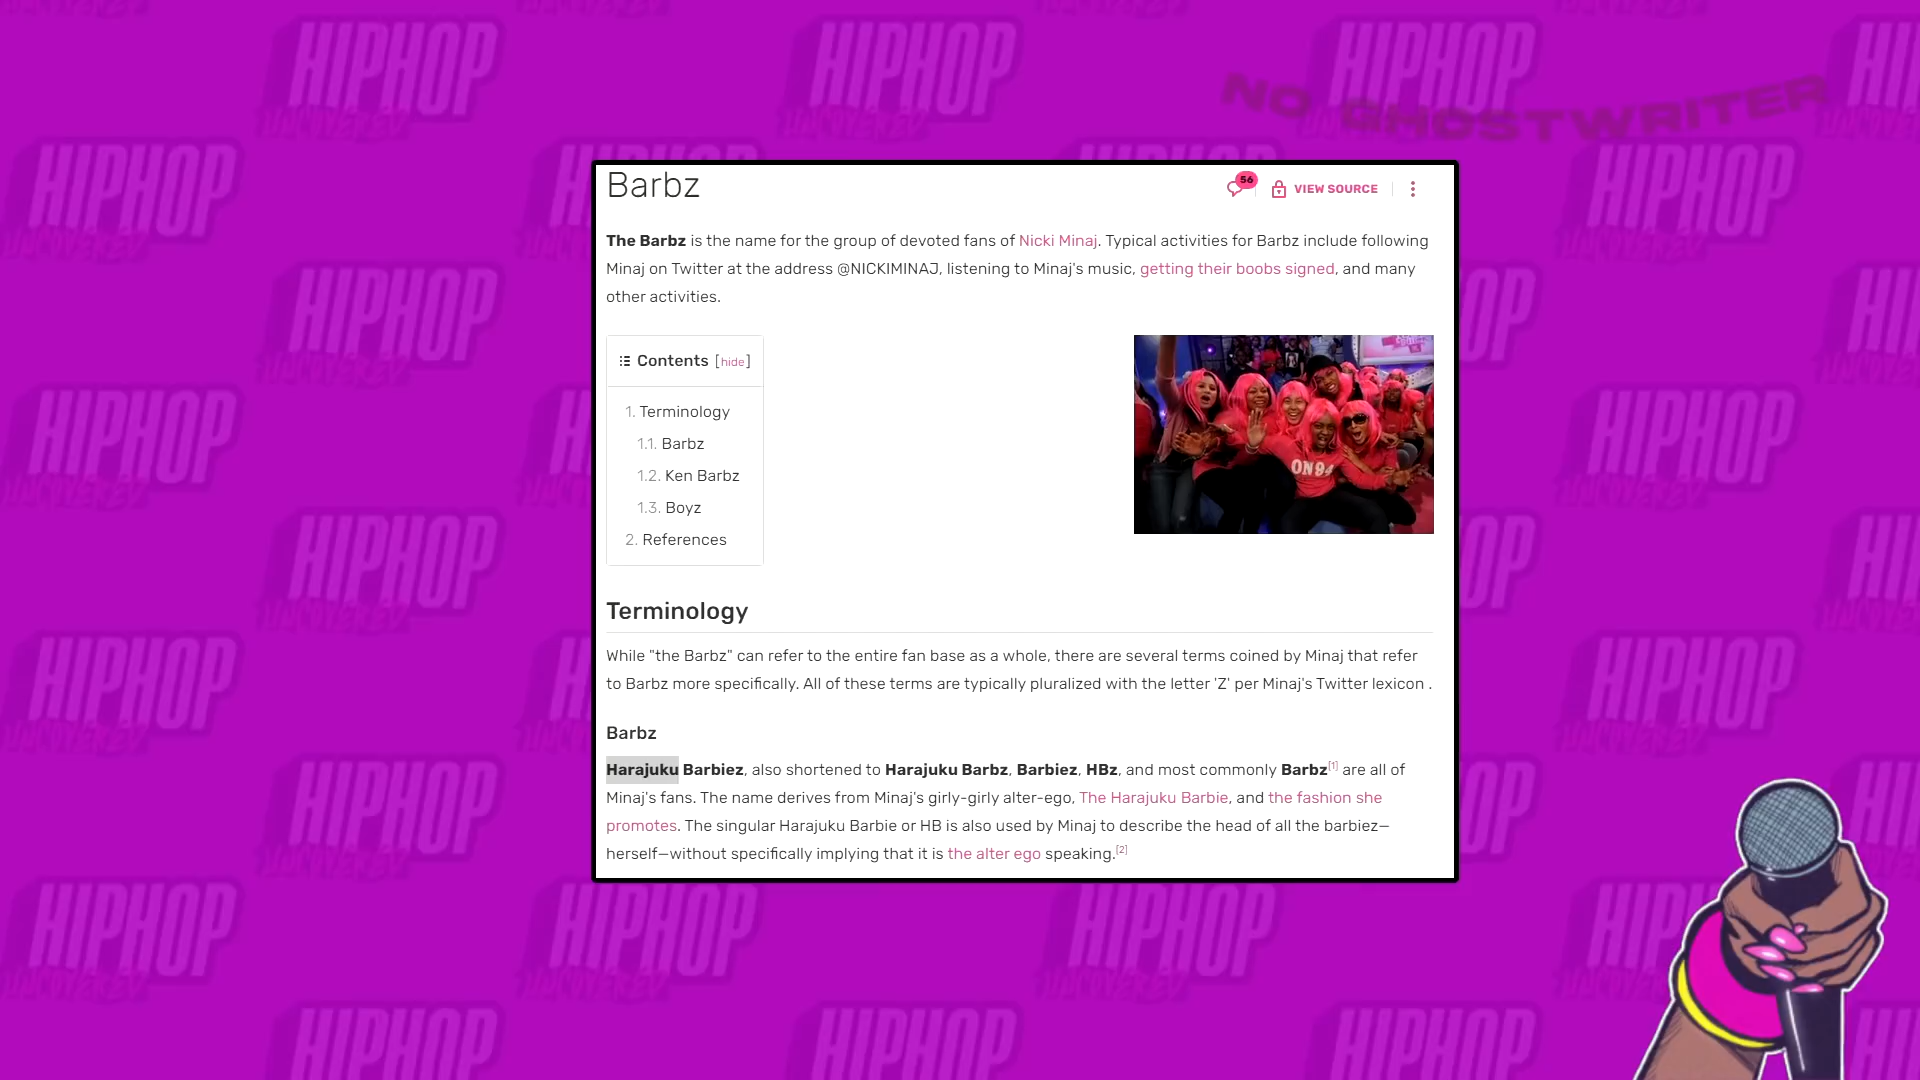 HIPHOP
UNCOVERED
NO GHOSTWRITER
Barbz
56
VIEW SOURCE
The Barbz is the name for the group of devoted fans of Nicki Minaj. Typical activities for Barbz include following
Minaj on Twitter at the address @NICKIMINAJ, listening to Minaj's music, getting their boobs signed, and many
other activities.
Contents [hide]
1. Terminology
1.1. Barbz
1.2. Ken Barbz
1.3. Boyz
2. References
ON94
Terminology
While "the Barbz" can refer to the entire fan base as a whole, there are several terms coined by Minaj that refer
to Barbz more specifically. All of these terms are typically pluralized with the letter 'Z' per Minaj's Twitter lexicon .
Barbz
Harajuku Barbiez, also shortened to Harajuku Barbz, Barbiez, HBz, and most commonly Barbz[1] are all of
Minaj's fans. The name derives from Minaj's girly-girly alter-ego, The Harajuku Barbie, and the fashion she
promotes. The singular Harajuku Barbie or HB is also used by Minaj to describe the head of all the barbiez—
herself—without specifically implying that it is the alter ego speaking.[2]